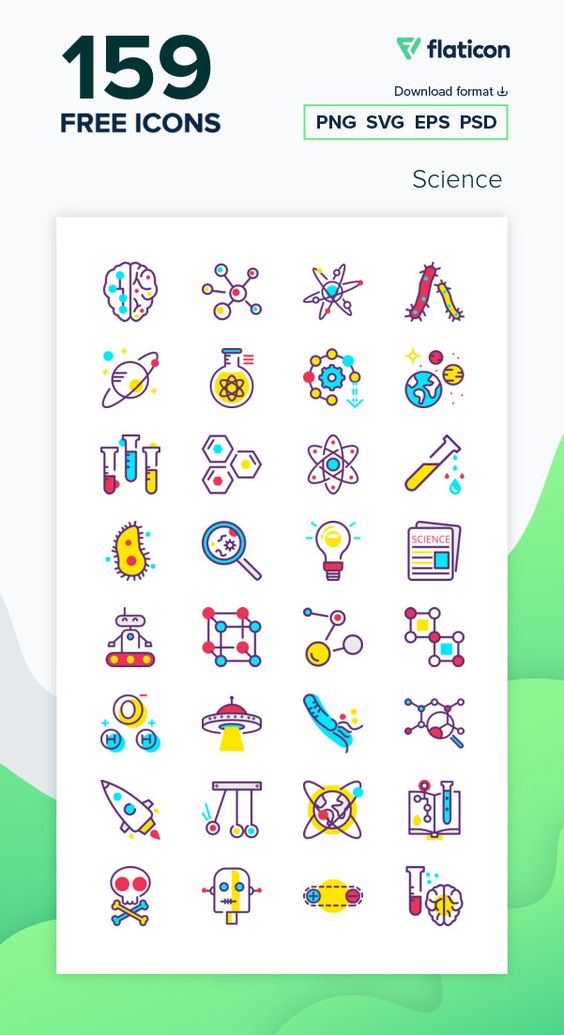 159
FREE ICONS
flaticon
Download format
PNG SVG EPS PSD
Science
SCIENCE
O
H H